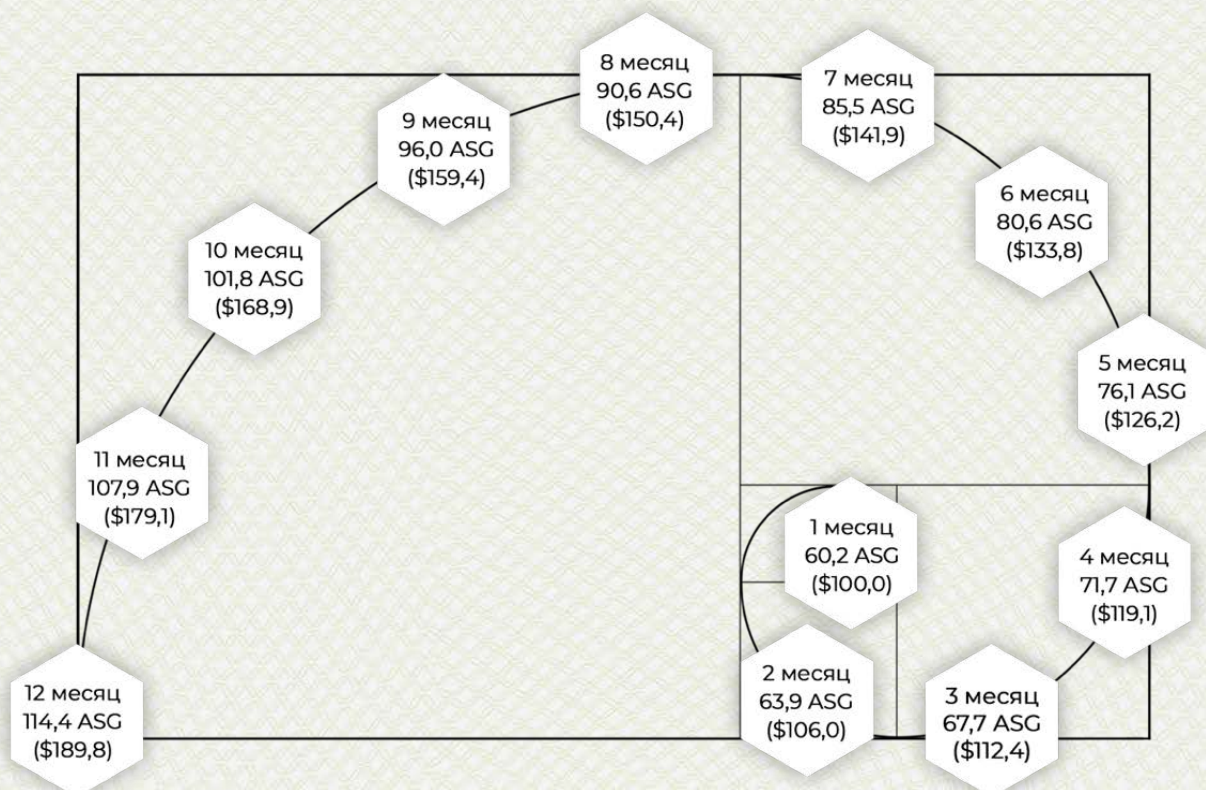 1 месяц
60,2 ASG
($100,0)
2 месяц
63,9 ASG
($106,0)
3 месяц
67,7 ASG
($112,4)
4 месяц
71,7 ASG
($119,1)
5 месяц
76,1 ASG
($126,2)
6 месяц
80,6 ASG
($133,8)
7 месяц
85,5 ASG
($141,9)
8 месяц
90,6 ASG
($150,4)
9 месяц
96,0 ASG
($159,4)
10 месяц
101,8 ASG
($168,9)
11 месяц
107,9 ASG
($179,1)
12 месяц
114,4 ASG
($189,8)